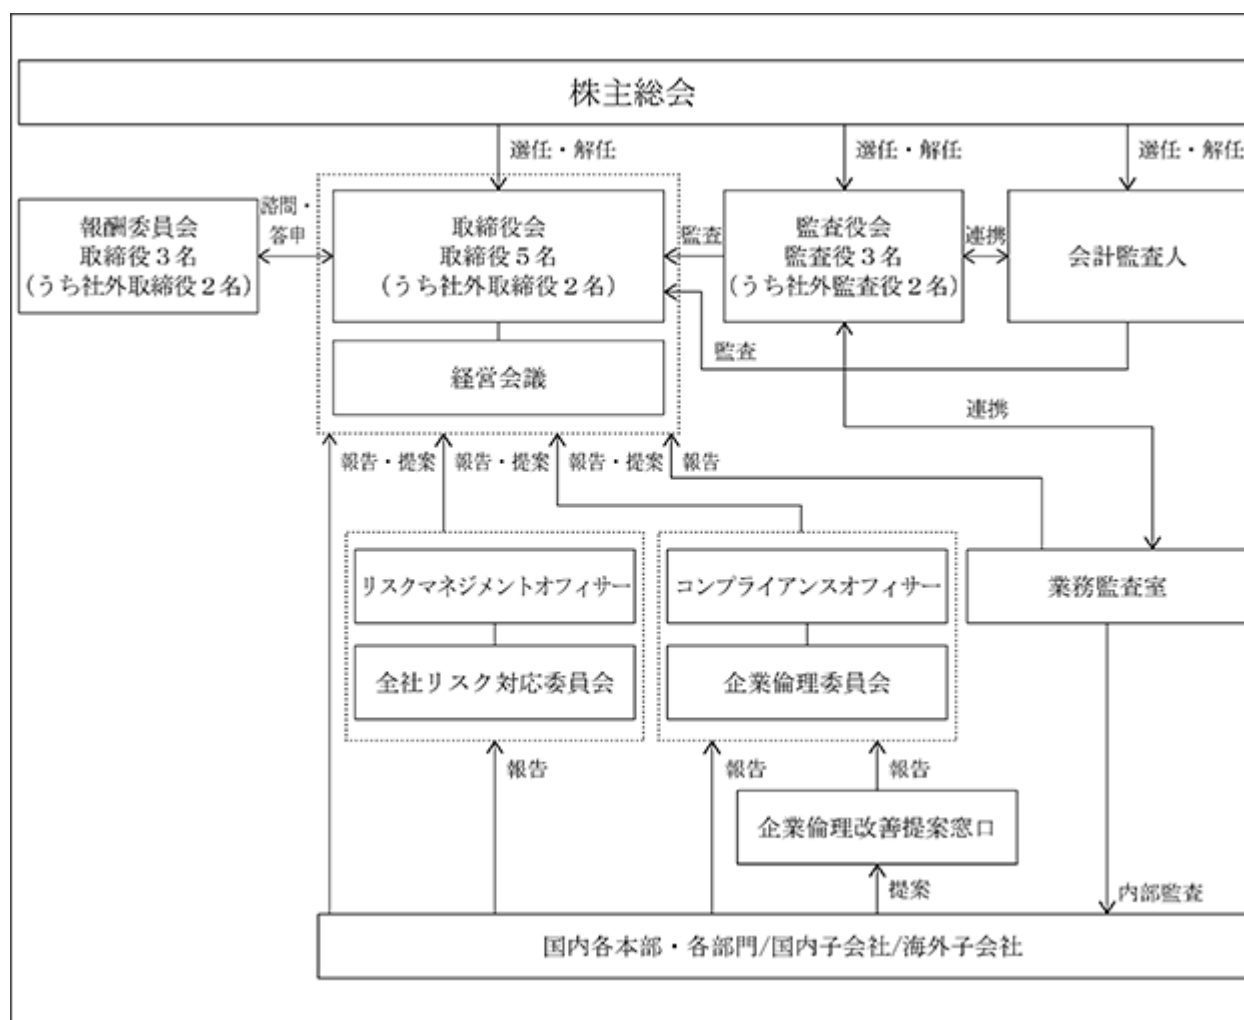 株主総会
選任・解任
選任・解任
選任・解任
報酬委員会
取締役3名
(うち社外取締役2名)
諮問・
答申
取締役会
取締役5名
(うち社外取締役2名)
監査
監査役会
監査役3名
(うち社外監査役2名)
連携
会計監査人
監査
経営会議
連携
報告・提案
報告・提案
報告・提案
報告
リスクマネジメントオフィサー
コンプライアンスオフィサー
業務監査室
全社リスク対応委員会
企業倫理委員会
報告
報告
報告
企業倫理改善提案窓口
提案
内部監査
国内各本部・各部門/国内子会社/海外子会社